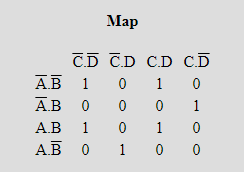 Map
C̅.D̅ C̅.D C.D C.D̅
A̅.B̅ 1 0 1 0
A̅.B 0 0 0 1
A.B 1 0 1 0
A.B̅ 0 1 0 0